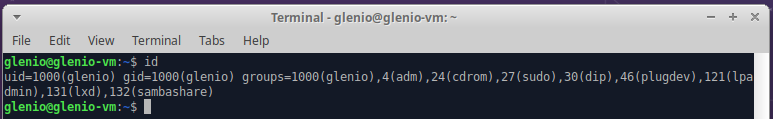 Terminal - glenio@glenio-vm: ~
File Edit View Terminal Tabs Help
glenio@glenio-vm:~$ id
uid=1000(glenio) gid=1000(glenio) groups=1000(glenio),4(adm),24(cdrom),27(sudo),30(dip),46(plugdev),121(lpa
dmin),131(lxd),132(sambashare)
glenio@glenio-vm:~$